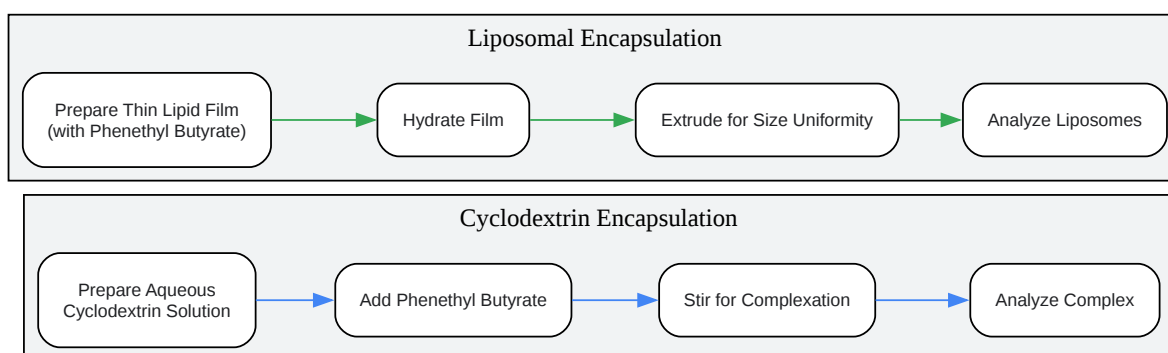 Liposomal Encapsulation
Prepare Thin Lipid Film
(with Phenethyl Butyrate)
Hydrate Film
Extrude for Size Uniformity
Analyze Liposomes
Cyclodextrin Encapsulation
Prepare Aqueous
Cyclodextrin Solution
Add Phenethyl Butyrate
Stir for Complexation
Analyze Complex